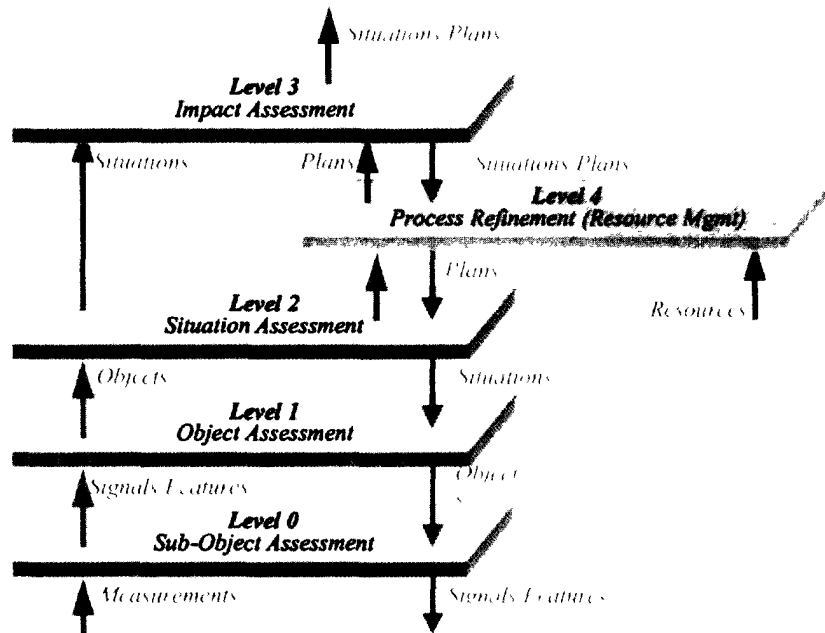 Situations Plans
Level 3
Impact Assessment
Situations
Plans
Situations Plans
Level 4
Process Refinement (Resource Mgmt)
Plans
Level 2
Situation Assessment
Resources
Objects
Situations
Level 1
Object Assessment
Signals Features
Object
s
Level 0
Sub-Object Assessment
Measurements
Signals Features